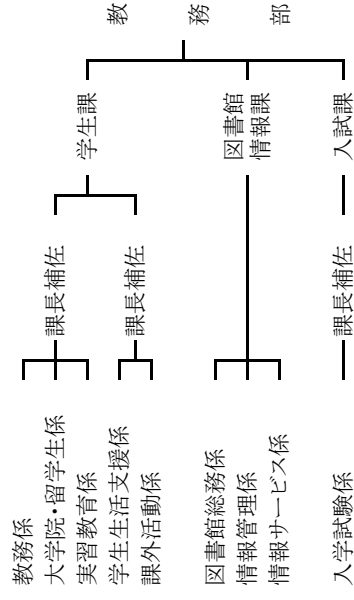 教務部
学生課
課長補佐
教務係
大学院・留学生係
実習教育係
課長補佐
学生生活支援係
課外活動係
図書館
情報課
図書館総務係
情報管理係
情報サービス係
入試課
課長補佐
入学試験係